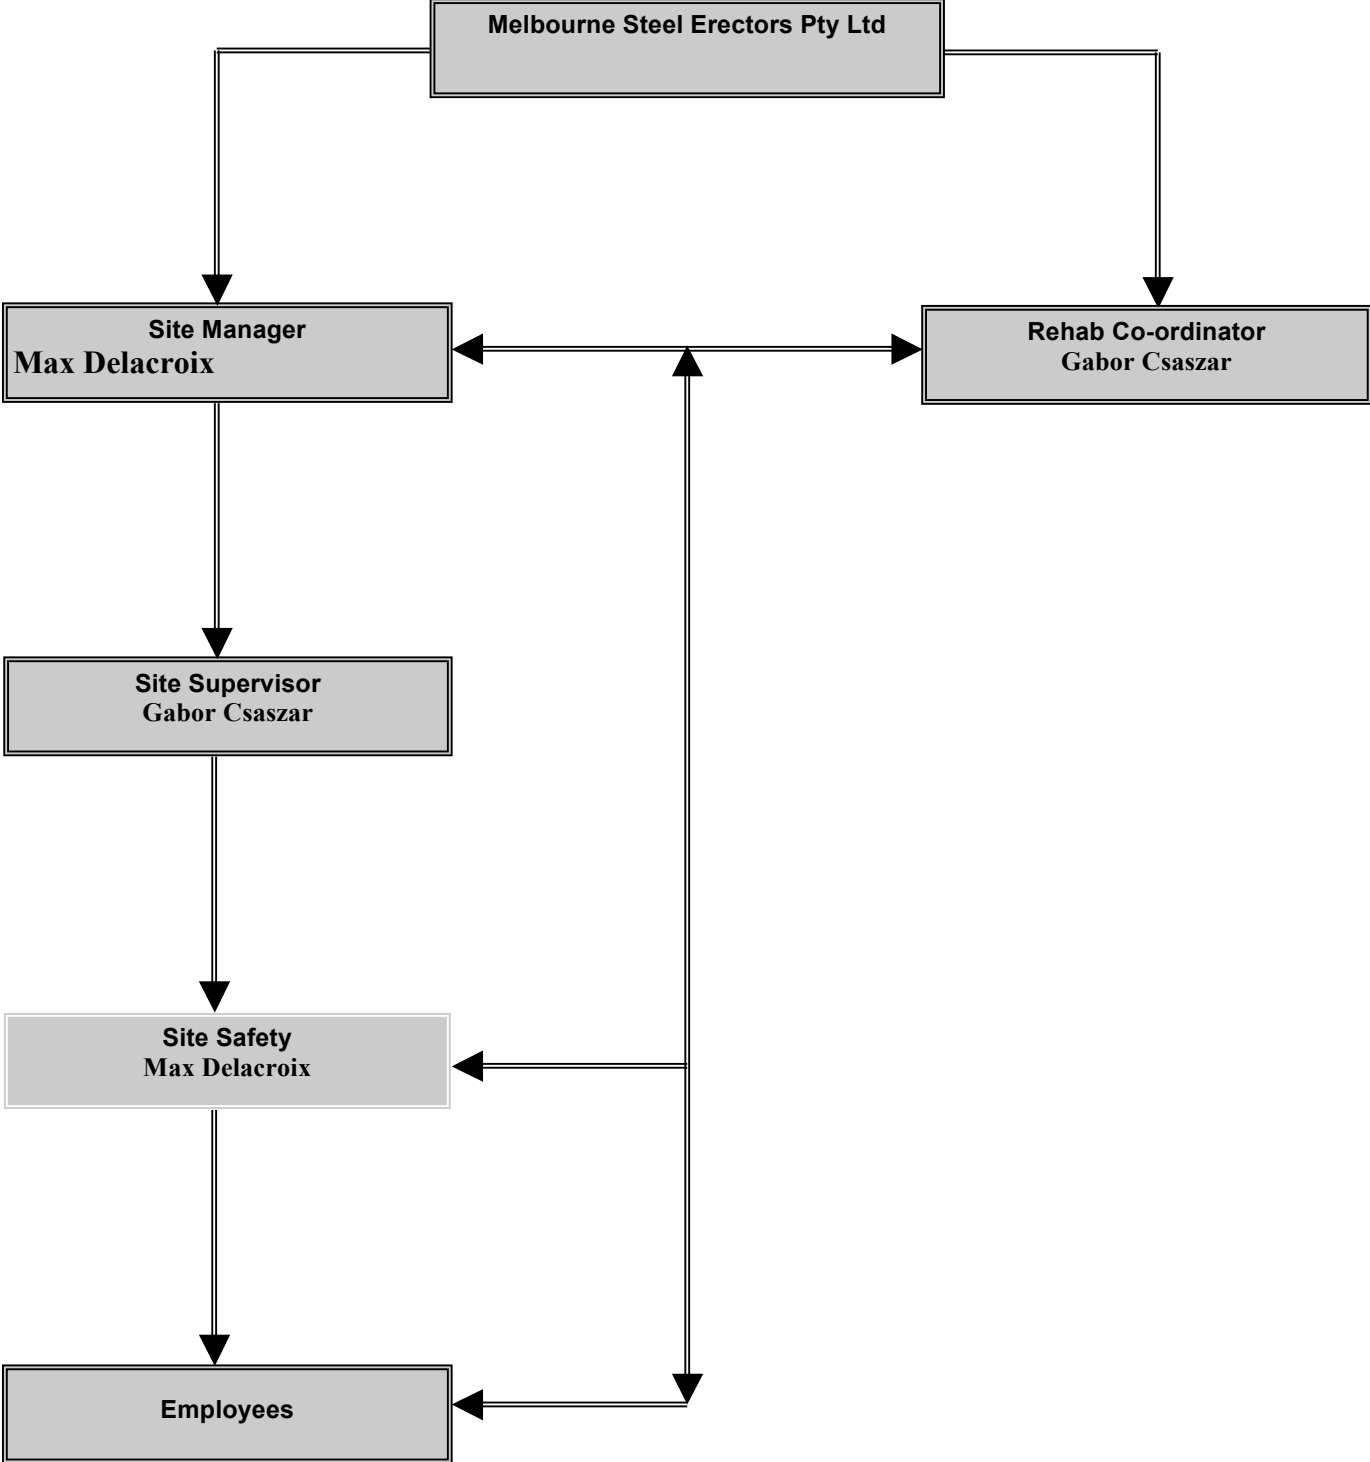 Melbourne Steel Erectors Pty Ltd
Site Manager
Max Delacroix
Rehab Co-ordinator
Gabor Csaszar
Site Supervisor
Gabor Csaszar
Site Safety
Max Delacroix
Employees